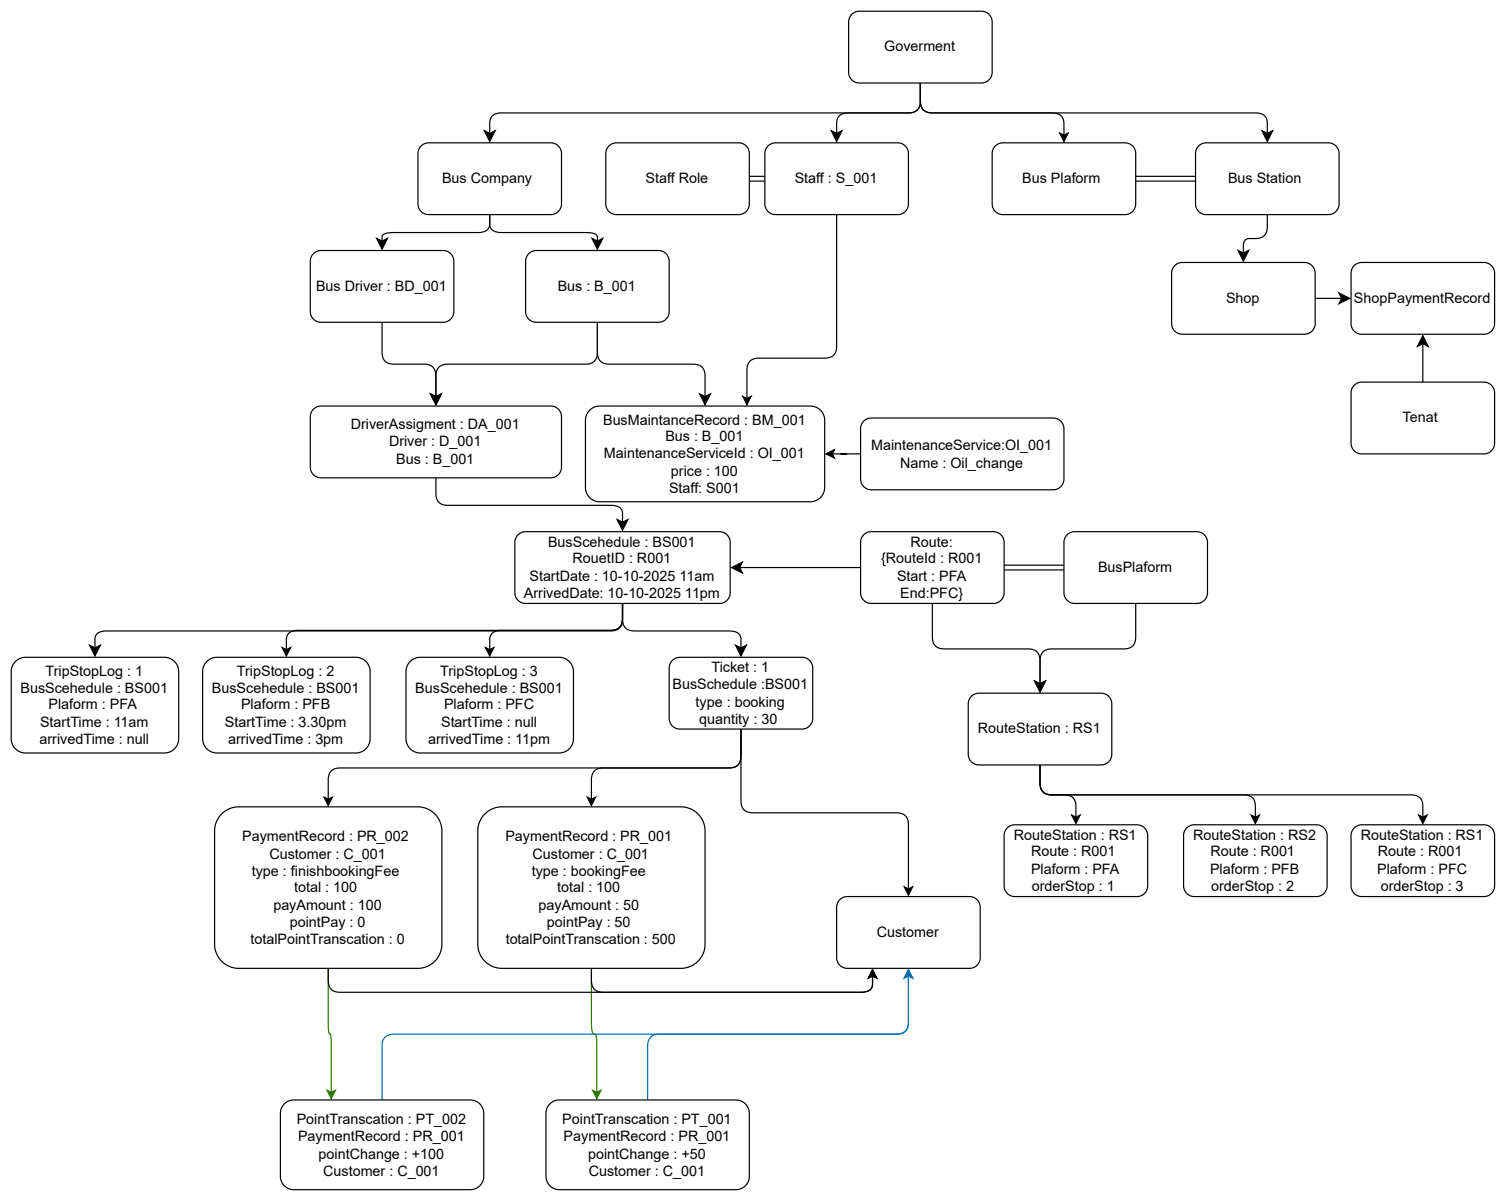 Goverment
Bus Company
Staff Role
Staff : S_001
Bus Plaform
Bus Station
Bus Driver : BD_001
Bus : B_001
Shop
ShopPaymentRecord
Tenat
DriverAssigment : DA_001
Driver : D_001
Bus : B_001
BusMaintanceRecord : BM_001
Bus : B_001
MaintenanceServiceId : OI_001
price : 100
Staff: S001
MaintenanceService:OI_001
Name : Oil_change
BusScehedule : BS001
RouetID : R001
StartDate : 10-10-2025 11am
ArrivedDate: 10-10-2025 11pm
Route:
{RouteId : R001
Start : PFA
End:PFC}
BusPlaform
TripStopLog : 1
BusScehedule : BS001
Plaform : PFA
StartTime : 11am
arrivedTime : null
TripStopLog : 2
BusScehedule : BS001
Plaform : PFB
StartTime : 3.30pm
arrivedTime : 3pm
TripStopLog : 3
BusScehedule : BS001
Plaform : PFC
StartTime : null
arrivedTime : 11pm
Ticket : 1
BusSchedule :BS001
type : booking
quantity : 30
RouteStation : RS1
PaymentRecord : PR_002
Customer : C_001
type : finishbookingFee
total : 100
payAmount : 100
pointPay : 0
totalPointTranscation : 0
PaymentRecord : PR_001
Customer : C_001
type : bookingFee
total : 100
payAmount : 50
pointPay : 50
totalPointTranscation : 500
Customer
RouteStation : RS1
Route : R001
Plaform : PFA
orderStop : 1
RouteStation : RS2
Route : R001
Plaform : PFB
orderStop : 2
RouteStation : RS1
Route : R001
Plaform : PFC
orderStop : 3
PointTranscation : PT_002
PaymentRecord : PR_001
pointChange : +100
Customer : C_001
PointTranscation : PT_001
PaymentRecord : PR_001
pointChange : +50
Customer : C_001